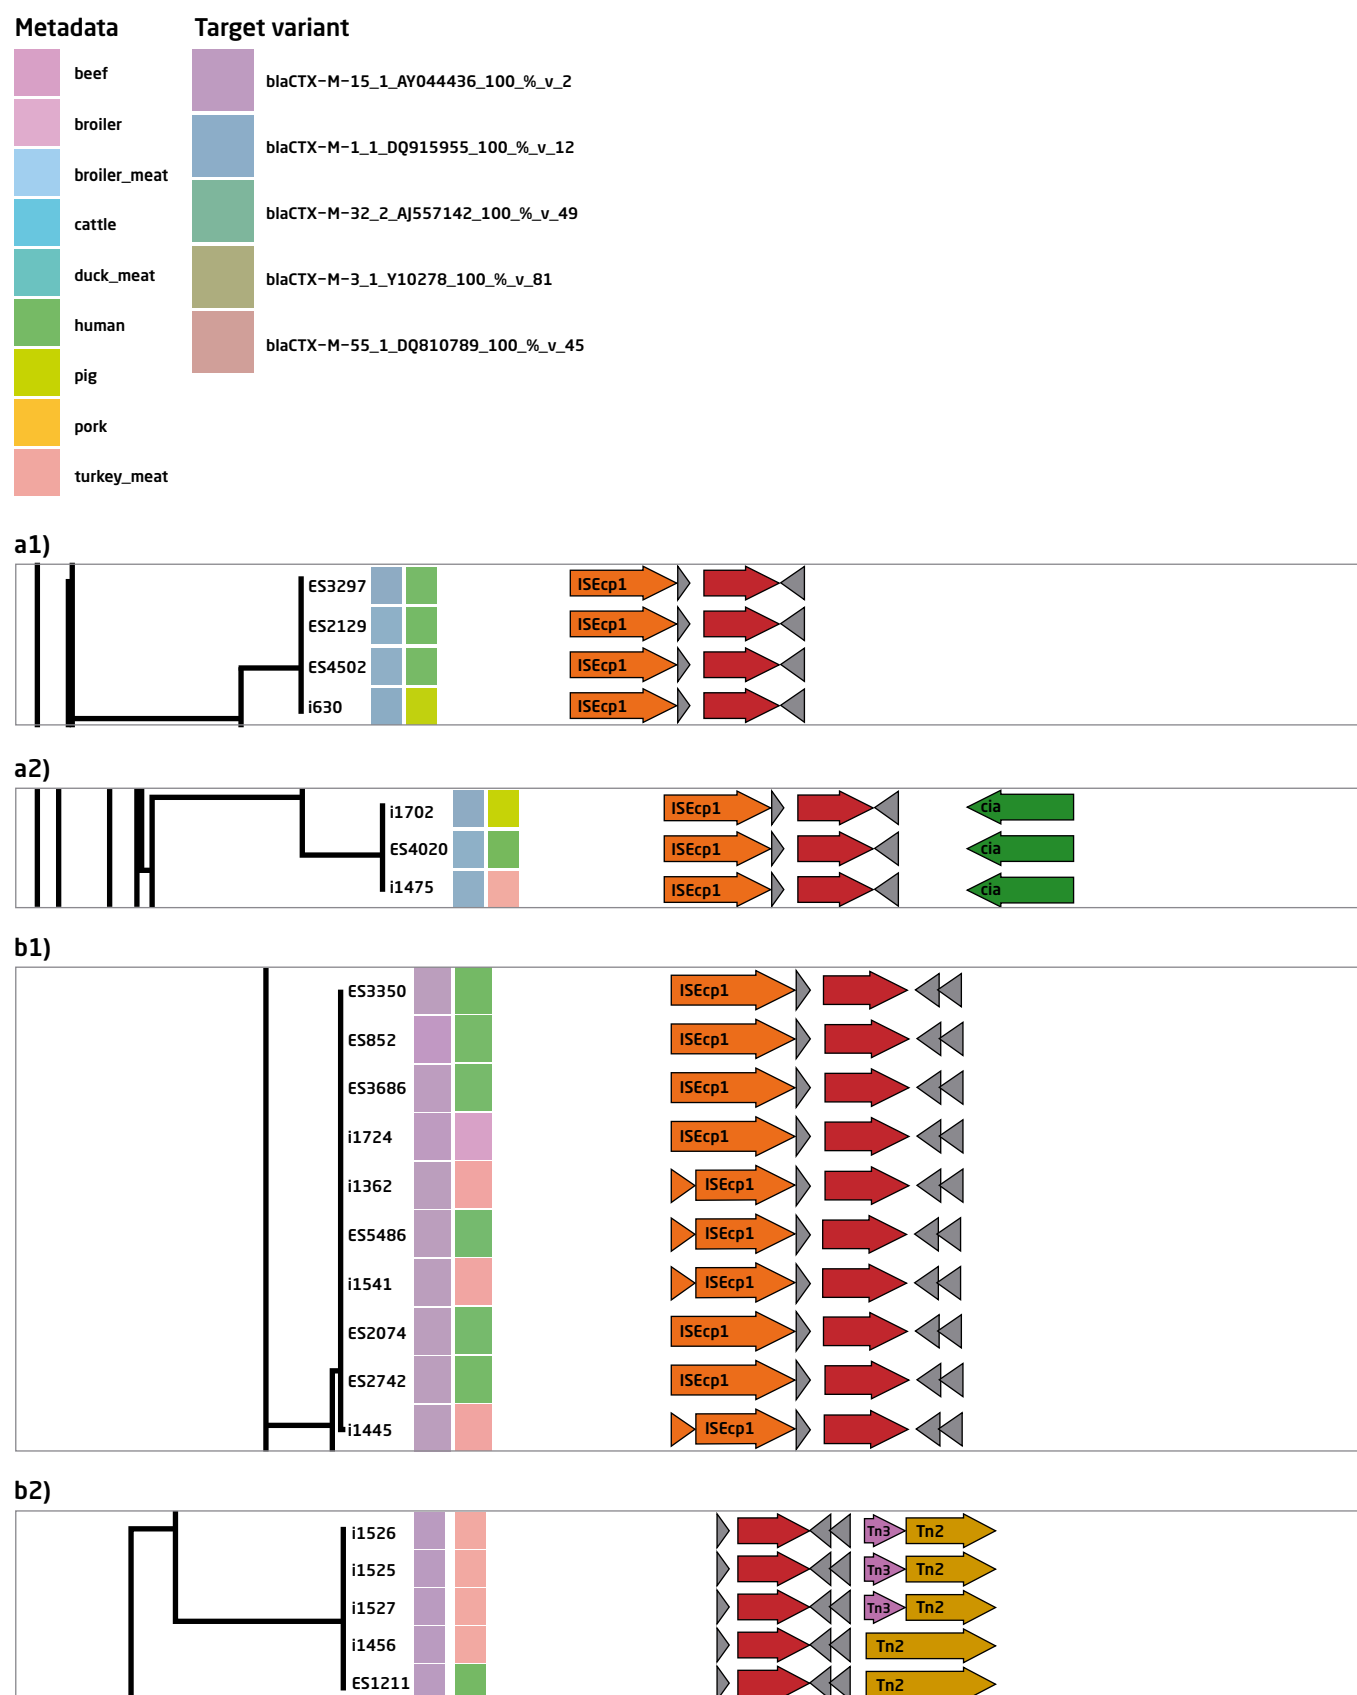 Metadata
Target variant
beef
broiler
broiler_meat
cattle
duck_meat
human
pig
pork
turkey_meat
blaCTX-M-15_1_AY044436_100_%_v_2
blaCTX-M-1_1_DQ915955_100_%_v_12
blaCTX-M-32_2_AJ557142_100_%_v_49
blaCTX-M-3_1_Y10278_100_%_v_81
blaCTX-M-55_1_DQ810789_100_%_v_45
a1)
ES3297 ISEcp1
ES2129 ISEcp1
ES4502 ISEcp1
i630 ISEcp1
a2)
i1702 ISEcp1 cia
ES4020 ISEcp1 cia
i1475 ISEcp1 cia
b1)
ES3350 ISEcp1
ES852 ISEcp1
ES3686 ISEcp1
i1724 ISEcp1
i1362 ISEcp1
ES5486 ISEcp1
i1541 ISEcp1
ES2074 ISEcp1
ES2742 ISEcp1
i1445 ISEcp1
b2)
i1526 Tn3 Tn2
i1525 Tn3 Tn2
i1527 Tn3 Tn2
i1456 Tn2
ES1211 Tn2